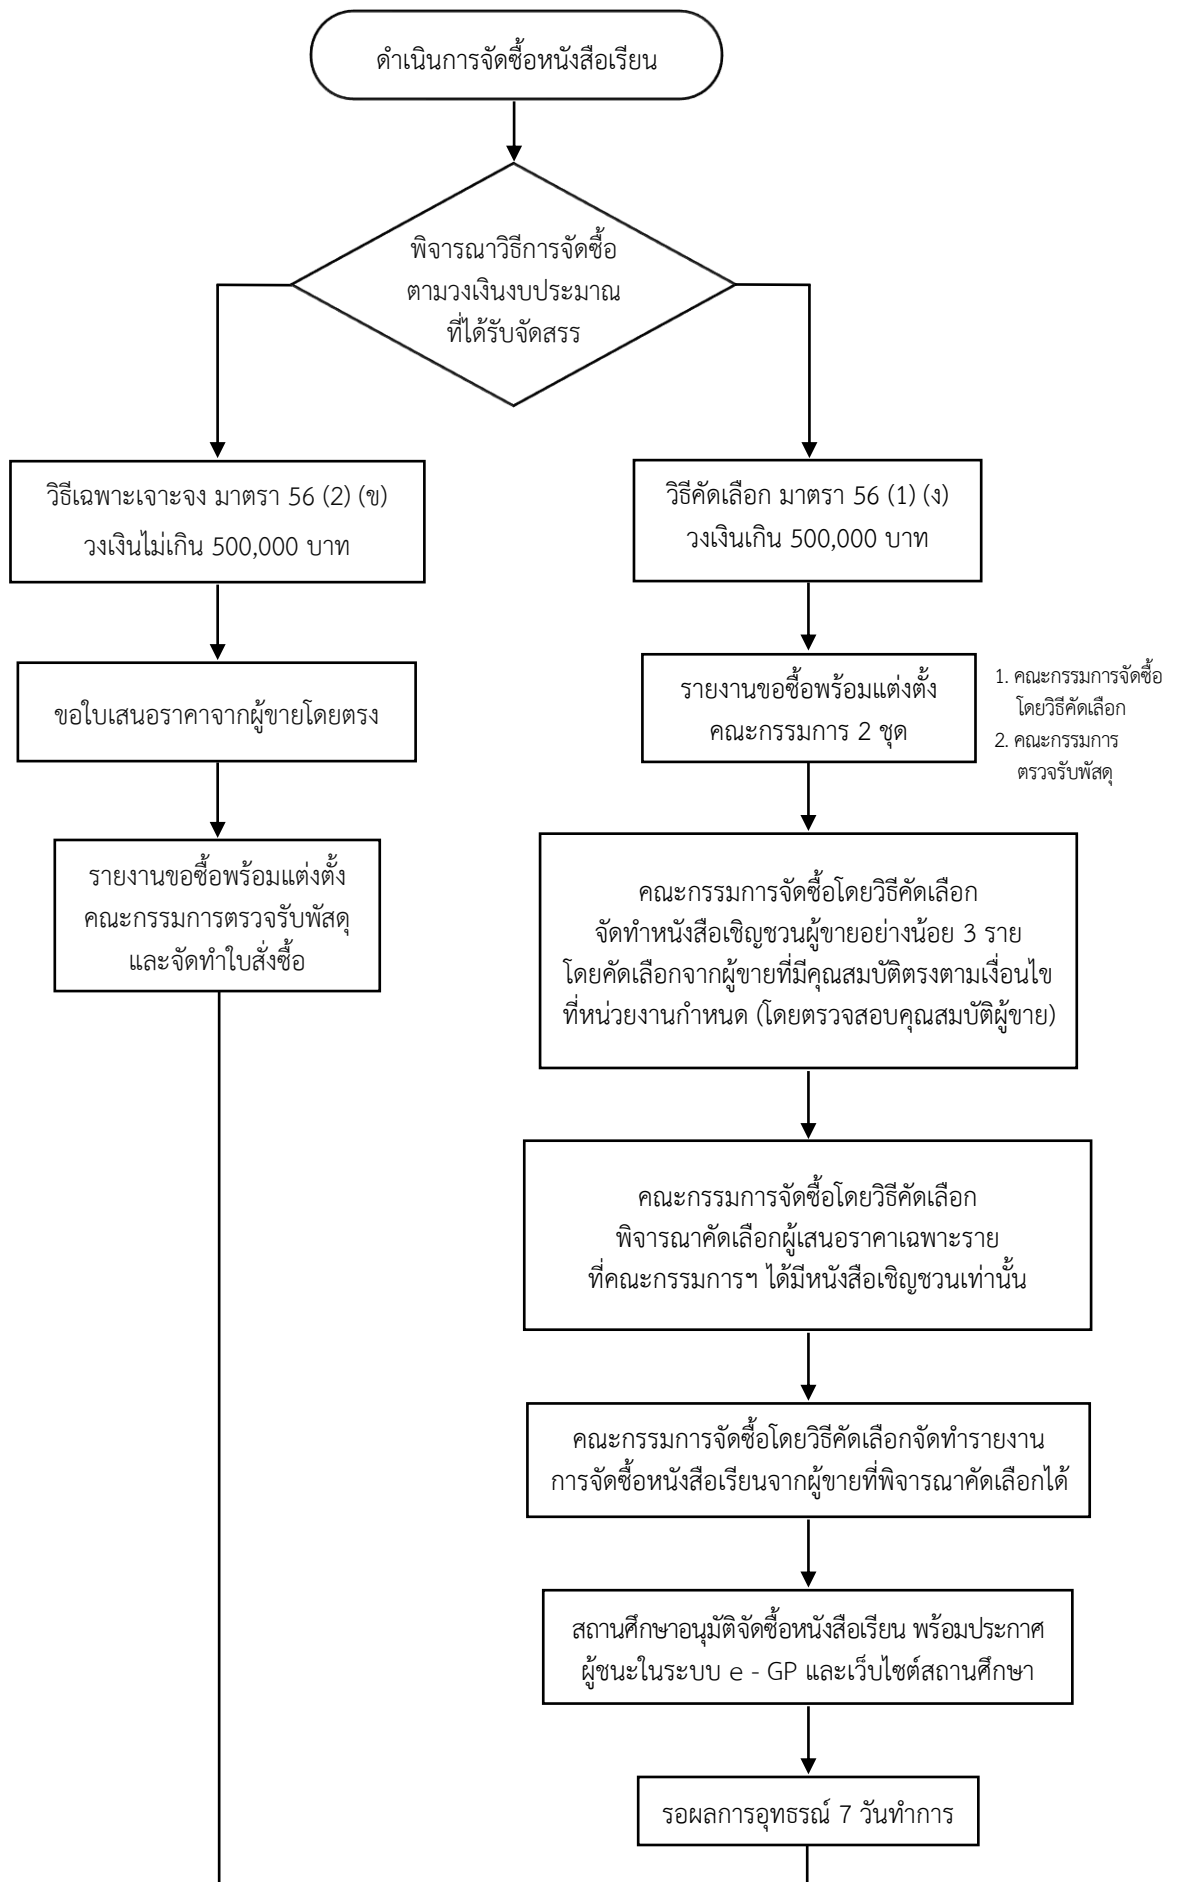 ดำเนินการจัดซื้อหนังสือเรียน
พิจารณาวิธีการจัดซื้อ
ตามวงเงินงบประมาณ
ที่ได้รับจัดสรร
วิธีเฉพาะเจาะจง มาตรา 56 (2) (ข)
วงเงินไม่เกิน 500,000 บาท
ขอใบเสนอราคาจากผู้ขายโดยตรง
รายงานขอซื้อพร้อมแต่งตั้ง
คณะกรรมการตรวจรับพัสดุ
และจัดทำใบสั่งซื้อ
วิธีคัดเลือก มาตรา 56 (1) (ง)
วงเงินเกิน 500,000 บาท
รายงานขอซื้อพร้อมแต่งตั้ง
คณะกรรมการ 2 ชุด
1. คณะกรรมการจัดซื้อ
โดยวิธีคัดเลือก
2. คณะกรรมการ
ตรวจรับพัสดุ
คณะกรรมการจัดซื้อโดยวิธีคัดเลือก
จัดทำหนังสือเชิญชวนผู้ขายอย่างน้อย 3 ราย
โดยคัดเลือกจากผู้ขายที่มีคุณสมบัติตรงตามเงื่อนไข
ที่หน่วยงานกำหนด (โดยตรวจสอบคุณสมบัติผู้ขาย)
คณะกรรมการจัดซื้อโดยวิธีคัดเลือก
พิจารณาคัดเลือกผู้เสนอราคาเฉพาะราย
ที่คณะกรรมการฯ ได้มีหนังสือเชิญชวนเท่านั้น
คณะกรรมการจัดซื้อโดยวิธีคัดเลือกจัดทำรายงาน
การจัดซื้อหนังสือเรียนจากผู้ขายที่พิจารณาคัดเลือกได้
สถานศึกษาอนุมัติจัดซื้อหนังสือเรียน พร้อมประกาศ
ผู้ชนะในระบบ e - GP และเว็บไซต์สถานศึกษา
รอผลการอุทธรณ์ 7 วันทำการ